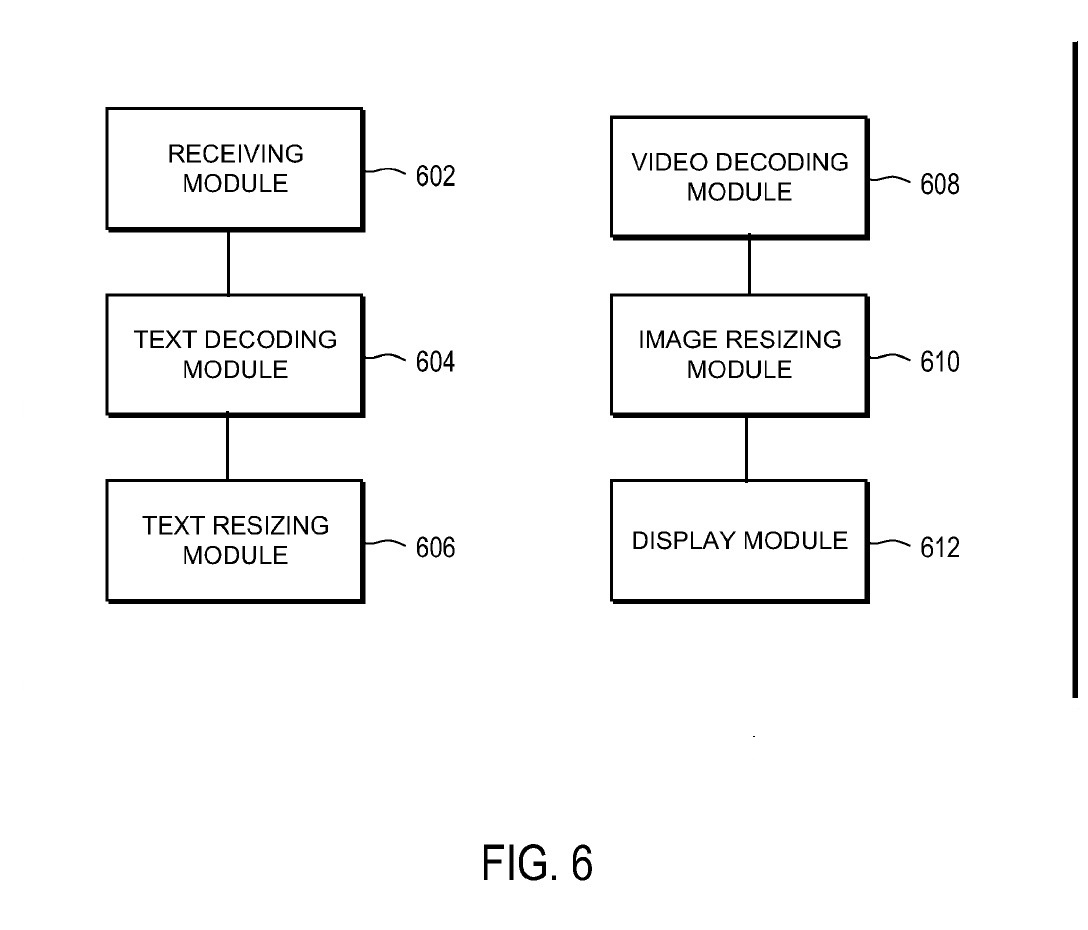 RECEIVING
MODULE
602
TEXT DECODING
MODULE
604
TEXT RESIZING
MODULE
606
VIDEO DECODING
MODULE
608
IMAGE RESIZING
MODULE
610
DISPLAY MODULE
612
FIG. 6